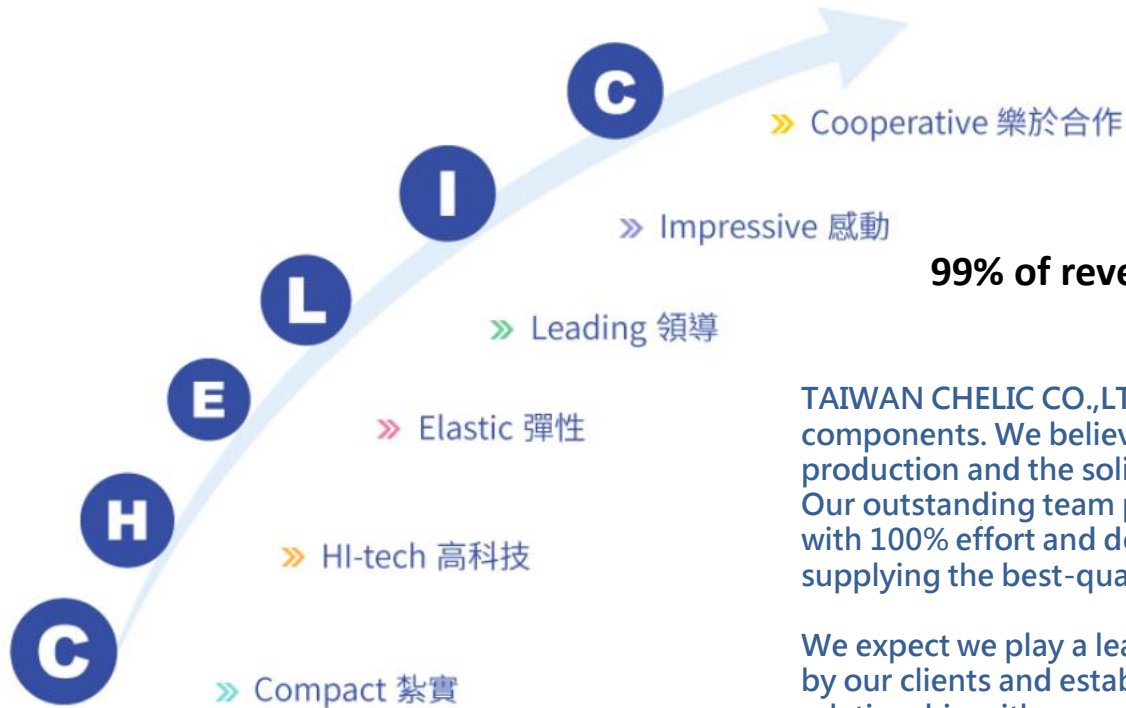 C
Cooperative 樂於合作
I
Impressive 感動
99% of reve
L
Leading 領導
TAIWAN CHELIC CO.,LT
components. We believ
E
Elastic 彈性
production and the soli
Our outstanding team p
H
HI-tech 高科技
with 100% effort and de
supplying the best-qua
We expect we play a lea
C
Compact 紮實
by our clients and estab